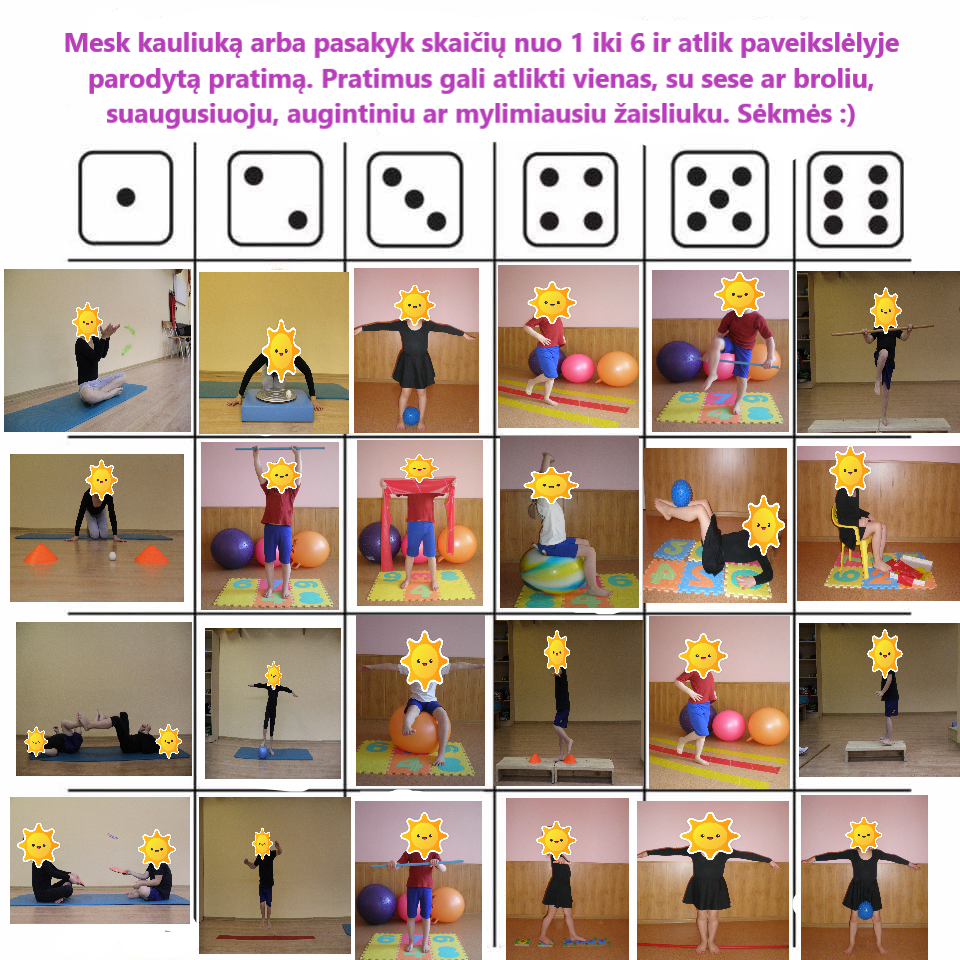 Mesk kauliuką arba pasakyk skaičių nuo 1 iki 6 ir atlik paveikslėlyje
parodytą pratimą. Pratimus gali atlikti vienas, su sese ar broliu,
suaugusiuoju, augintiniu ar mylimiausiu žaisliuku. Sėkmės :)